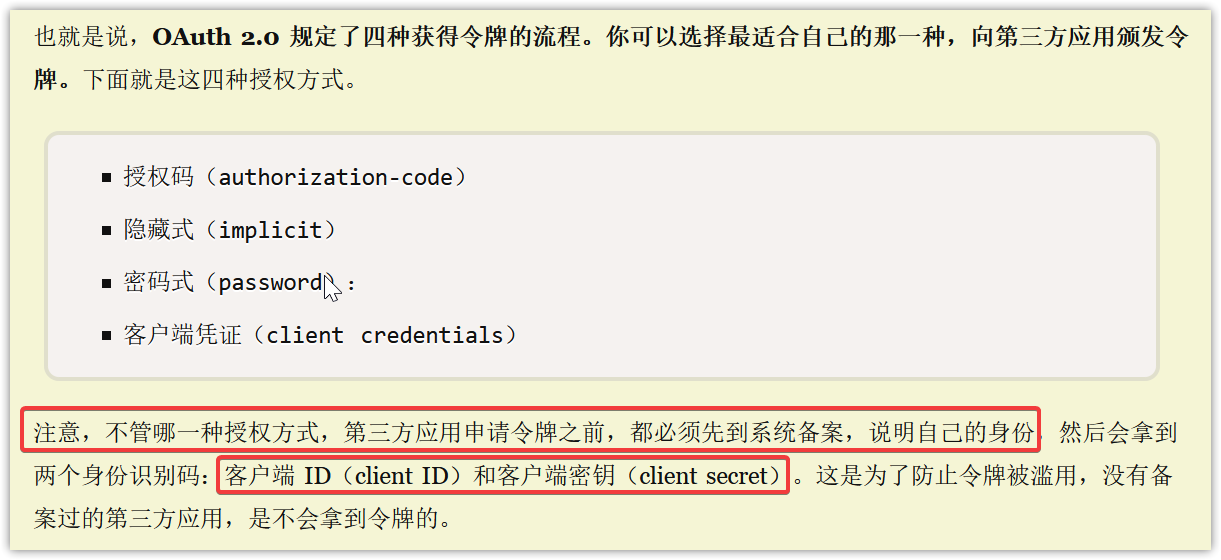 也就是说，OAuth 2.0 规定了四种获得令牌的流程。你可以选择最适合自己的那一种，向第三方应用颁发令
牌。下面就是这四种授权方式。
授权码（authorization-code）
隐藏式（implicit）
密码式（password）：
客户端凭证（client credentials）
注意，不管哪一种授权方式，第三方应用申请令牌之前，都必须先到系统备案，说明自己的身份，然后会拿到
两个身份识别码：客户端 ID（client ID）和客户端密钥（client secret）。这是为了防止令牌被滥用，没有备
案过的第三方应用，是不会拿到令牌的。